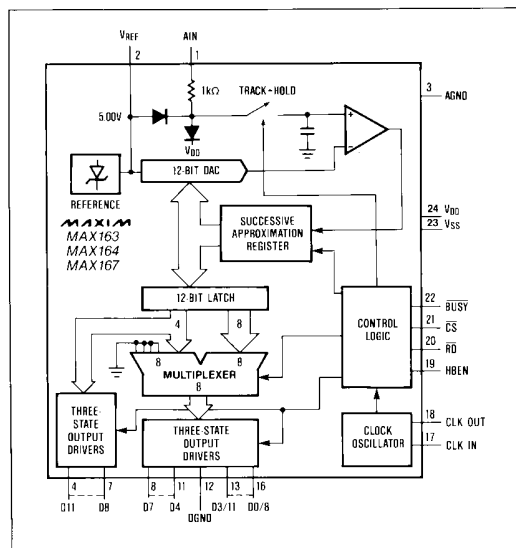 VREF AIN
2 1
3 AGND
1kΩ TRACK-HOLD
5.00V
VDD
+
−
12-BIT DAC
REFERENCE
MAXIM
MAX163
MAX164
MAX167
SUCCESSIVE
APPROXIMATION
REGISTER
24 VDD
23 VSS
12-BIT LATCH
4 8
8 8
MULTIPLEXER
8
CONTROL
LOGIC
22 BUSY
21 CS
20 RD
19 HBEN
THREE-
STATE
OUTPUT
DRIVERS
THREE-STATE
OUTPUT
DRIVERS
CLOCK
OSCILLATOR
18 CLK OUT
17 CLK IN
4 7 8 11 12 13 16
D11 D8 D7 D4 D3/11 D0/8
DGND